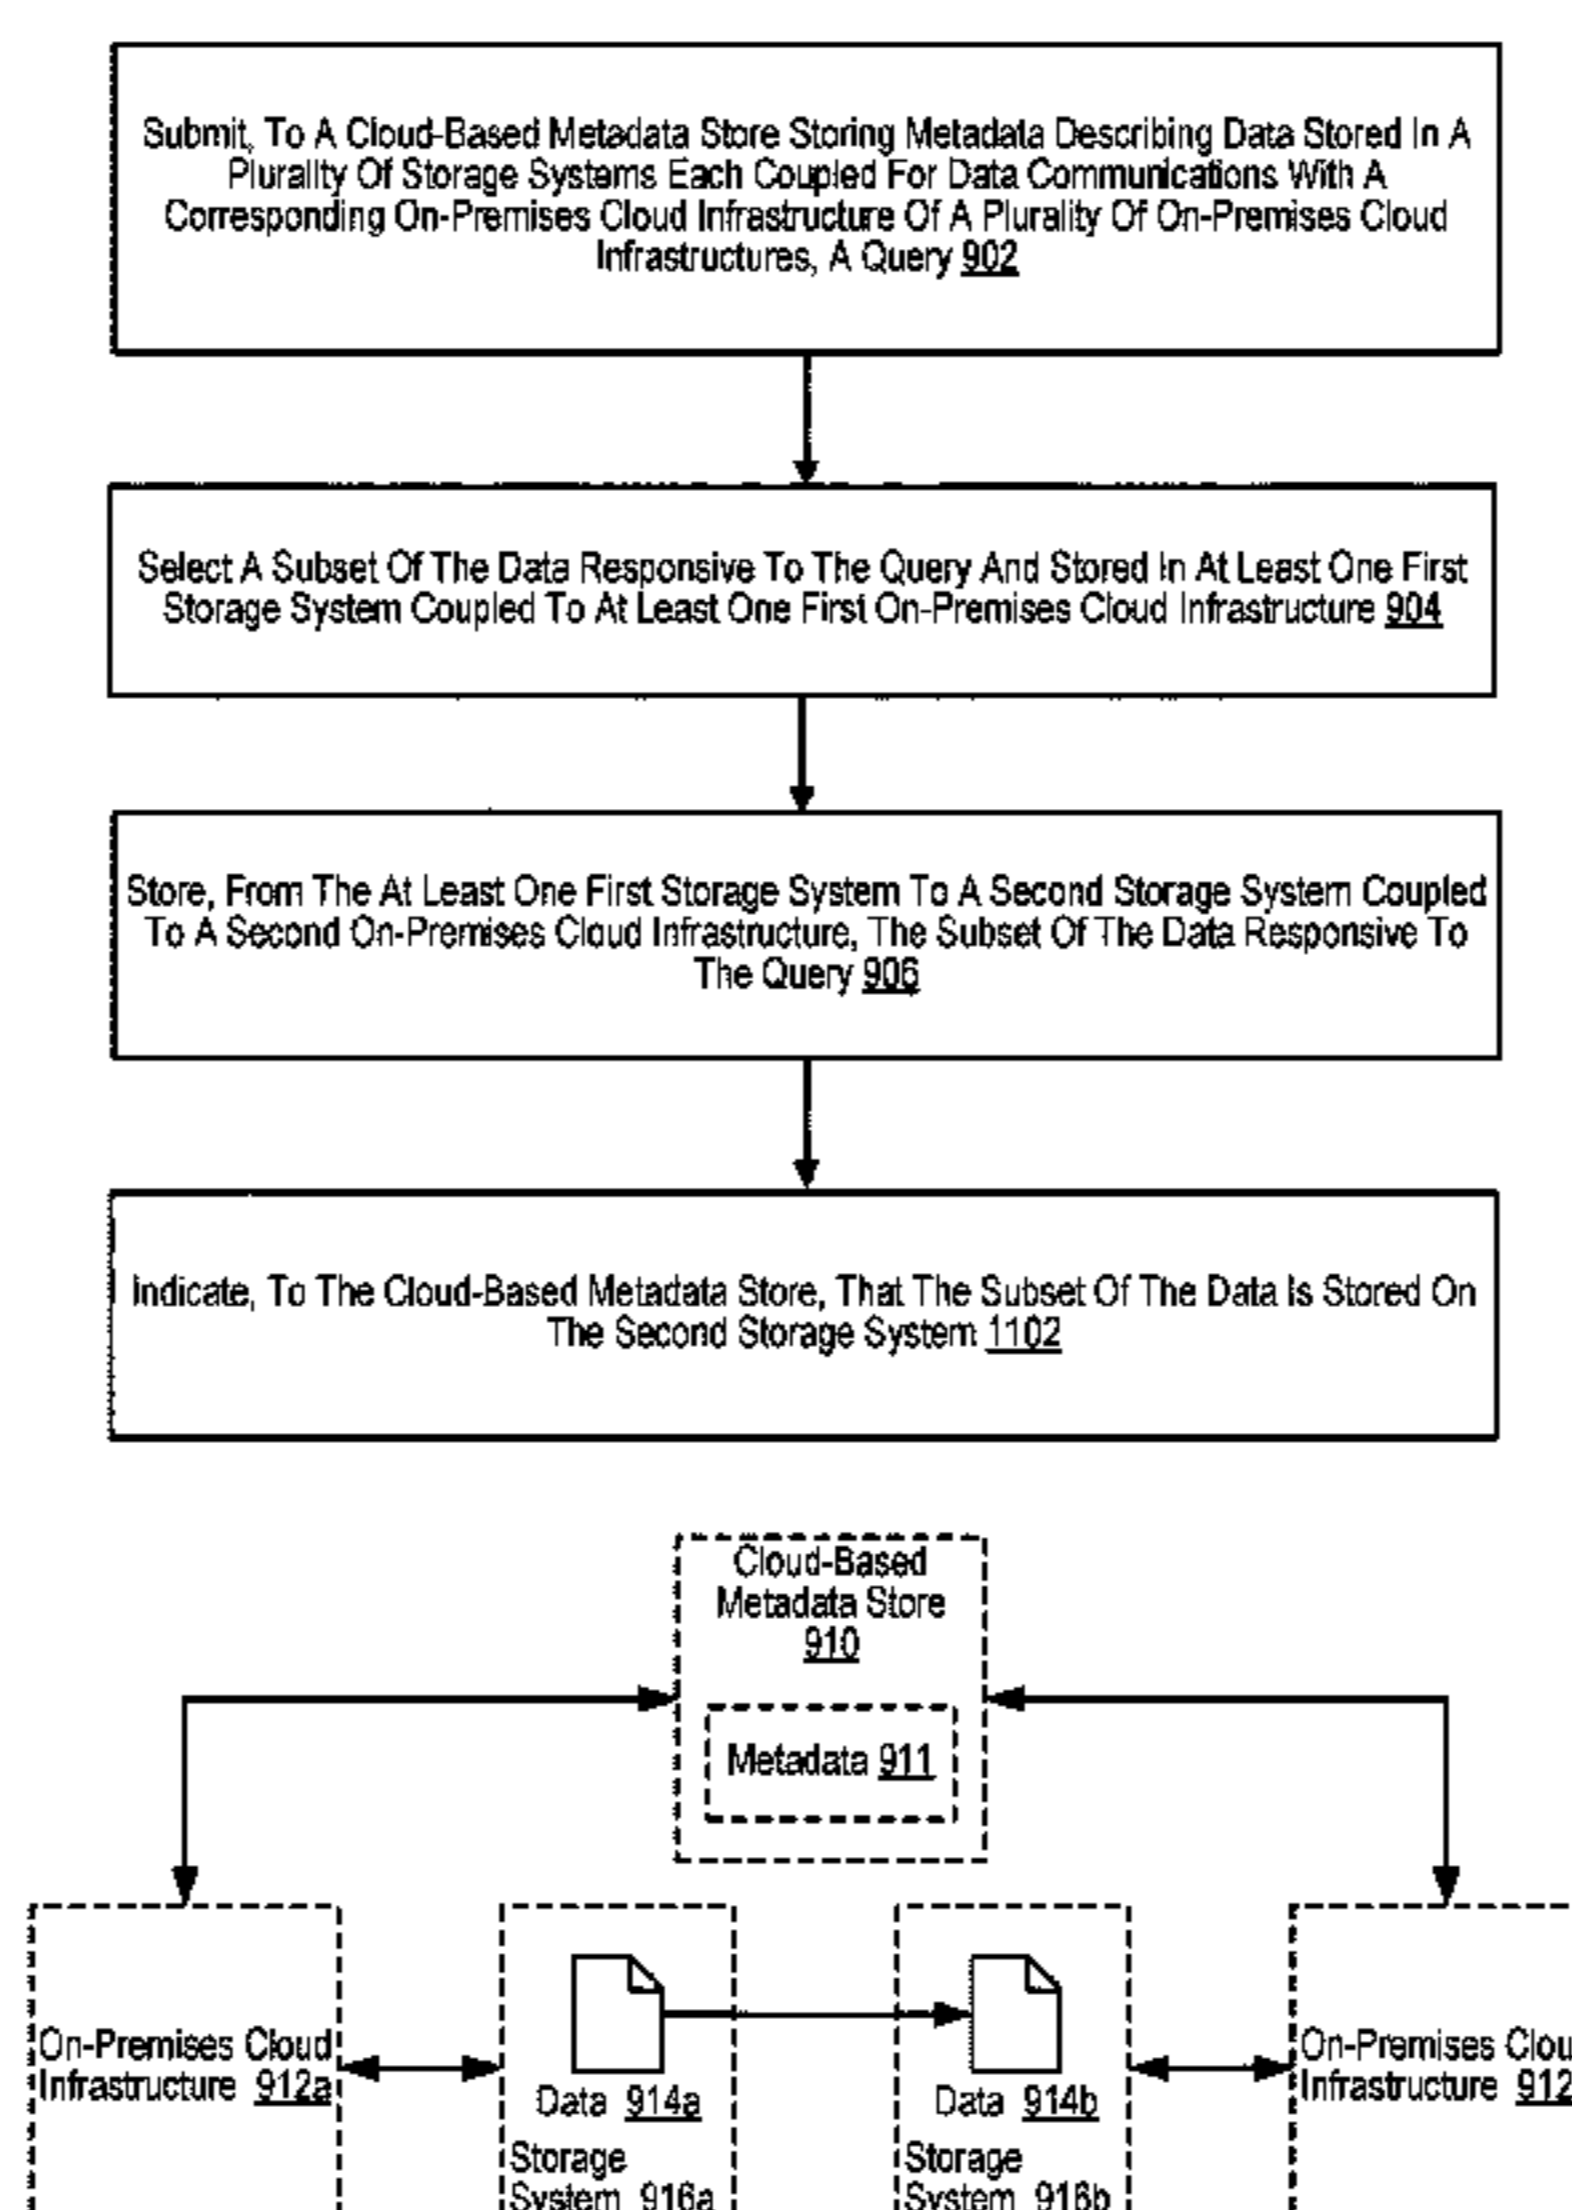 Submit, To A Cloud-Based Metadata Store Storing Metadata Describing Data Stored In A
Plurality Of Storage Systems Each Coupled For Data Communications With A
Corresponding On-Premises Cloud Infrastructure Of A Plurality Of On-Premises Cloud
Infrastructures, A Query 902
Select A Subset Of The Data Responsive To The Query And Stored In At Least One First
Storage System Coupled To At Least One First On-Premises Cloud Infrastructure 904
Store, From The At Least One First Storage System To A Second Storage System Coupled
To A Second On-Premises Cloud Infrastructure, The Subset Of The Data Responsive To
The Query 906
Indicate, To The Cloud-Based Metadata Store, That The Subset Of The Data Is Stored On
The Second Storage System 1102
Cloud-Based
Metadata Store
910
Metadata 911
On-Premises Cloud
Infrastructure 912a
Data 914a
Storage
System 916a
Data 914b
Storage
System 916b
On-Premises Clou
Infrastructure 912